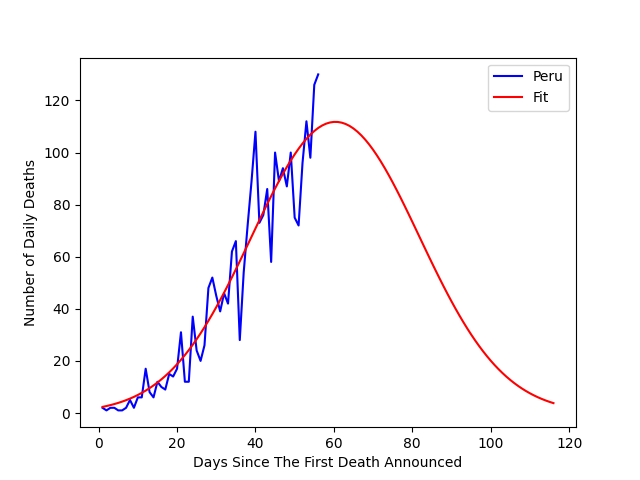 Peru
Fit
120
100
80
60
40
20
0
Number of Daily Deaths
0 20 40 60 80 100 120
Days Since The First Death Announced